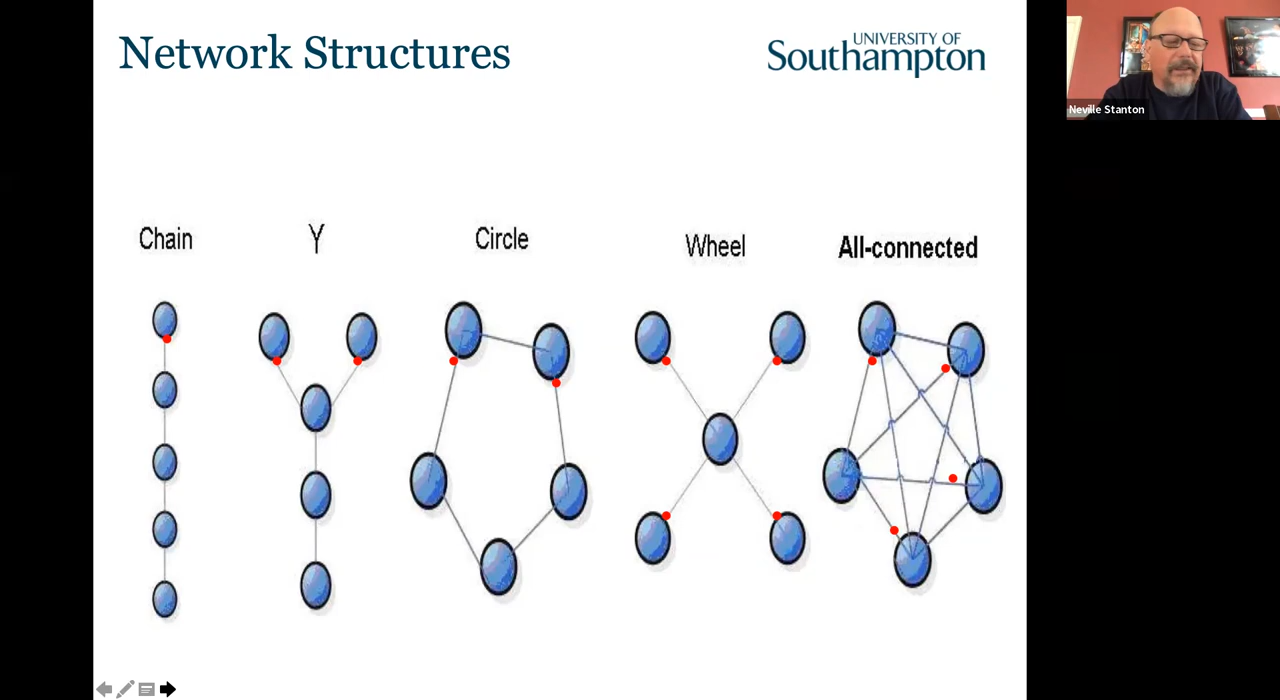 Network Structures
UNIVERSITY OF
Southampton
Neville Stanton
Chain
Y
Circle
Wheel
All-connected